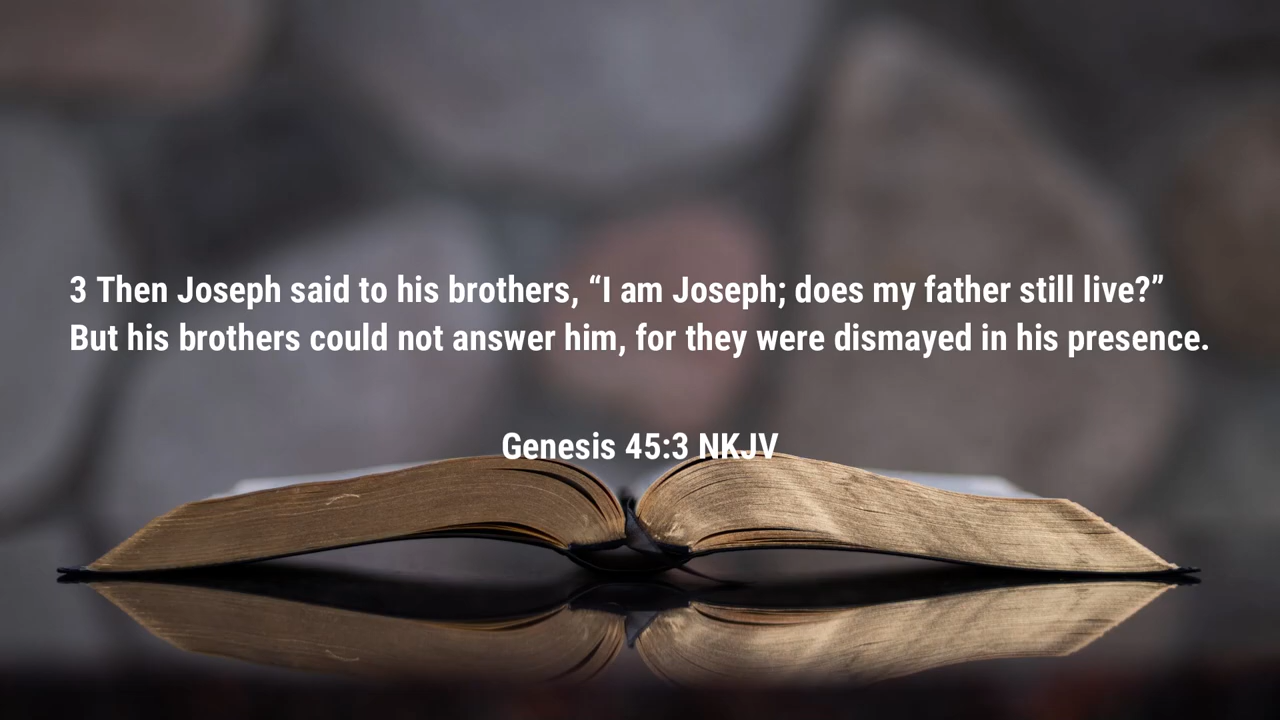 3 Then Joseph said to his brothers, “I am Joseph; does my father still live?”
But his brothers could not answer him, for they were dismayed in his presence.
Genesis 45:3 NKJV